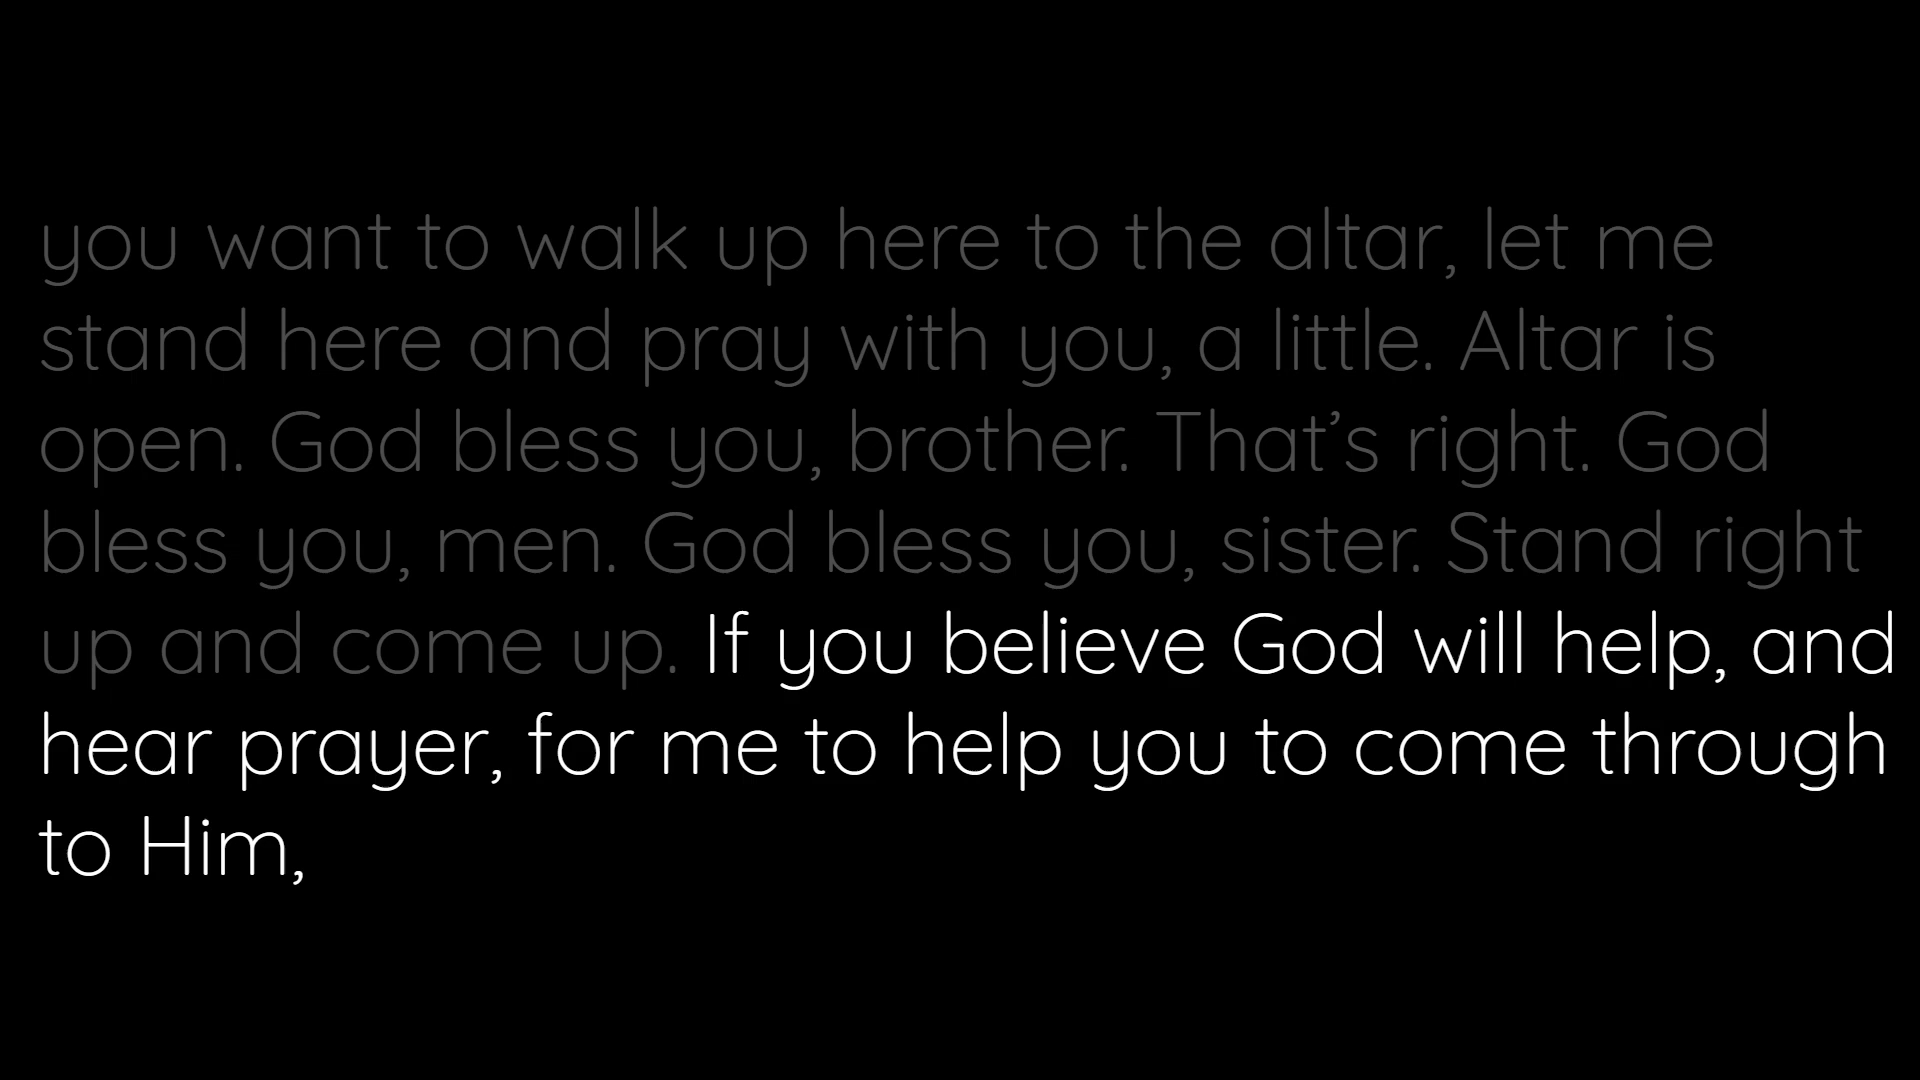 you want to walk up here to the altar, let me
stand here and pray with you, a little. Altar is
open. God bless you, brother. That’s right. God
bless you, men. God bless you, sister. Stand right
up and come up. If you believe God will help, and
hear prayer, for me to help you to come through
to Him,